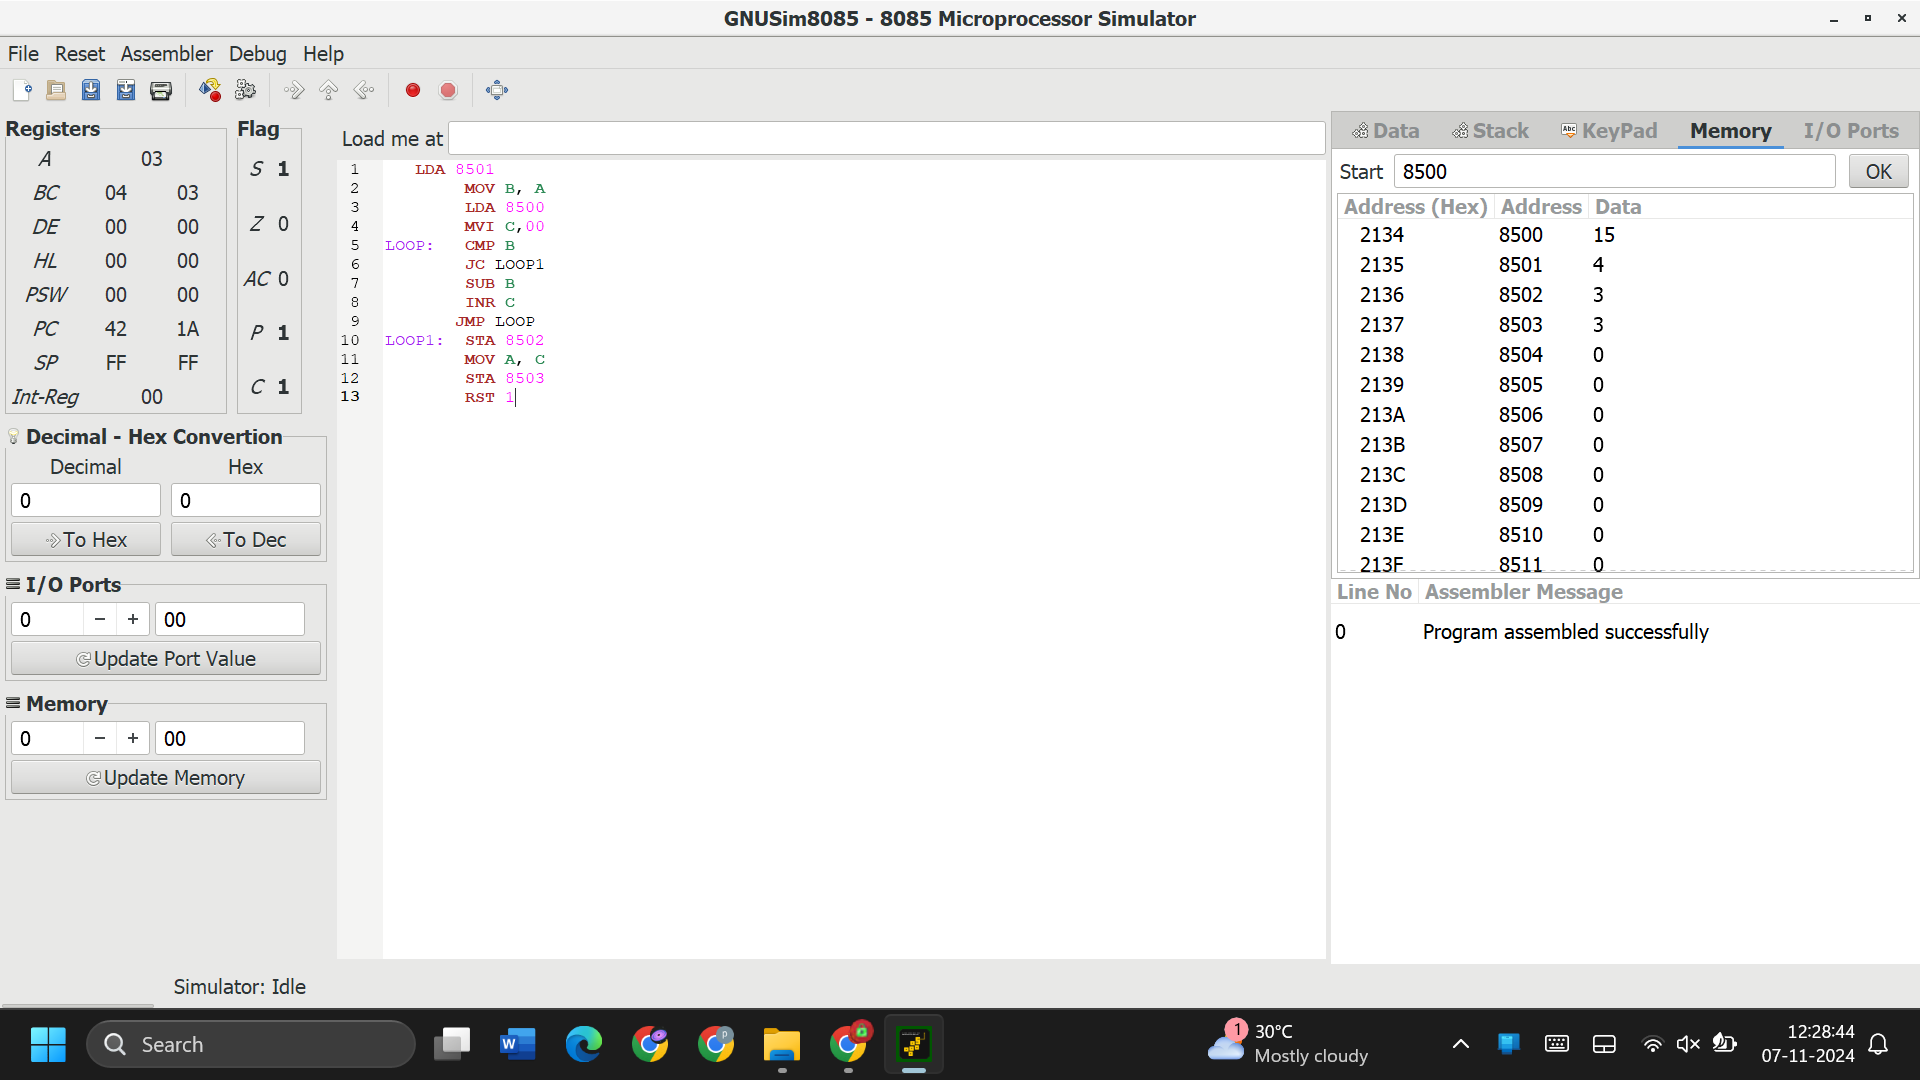 GNUSim8085 - 8085 Microprocessor Simulator
File Reset Assembler Debug Help
Registers
A 03
BC 04 03
DE 00 00
HL 00 00
PSW 00 00
PC 42 1A
SP FF FF
Int-Reg 00
Flag
S 1
Z 0
AC 0
P 1
C 1
Decimal - Hex Convertion
Decimal Hex
0 0
To Hex To Dec
I/O Ports
0 − + 00
Update Port Value
Memory
0 − + 00
Update Memory
Load me at
1 LDA 8501
2 MOV B, A
3 LDA 8500
4 MVI C,00
5 LOOP: CMP B
6 JC LOOP1
7 SUB B
8 INR C
9 JMP LOOP
10 LOOP1: STA 8502
11 MOV A, C
12 STA 8503
13 RST 1
Data Stack Abc KeyPad Memory I/O Ports
Start 8500 OK
Address (Hex) Address Data
2134 8500 15
2135 8501 4
2136 8502 3
2137 8503 3
2138 8504 0
2139 8505 0
213A 8506 0
213B 8507 0
213C 8508 0
213D 8509 0
213E 8510 0
213F 8511 0
Line No Assembler Message
0 Program assembled successfully
Simulator: Idle
Search
W
P
1
30°C
Mostly cloudy
12:28:44
07-11-2024